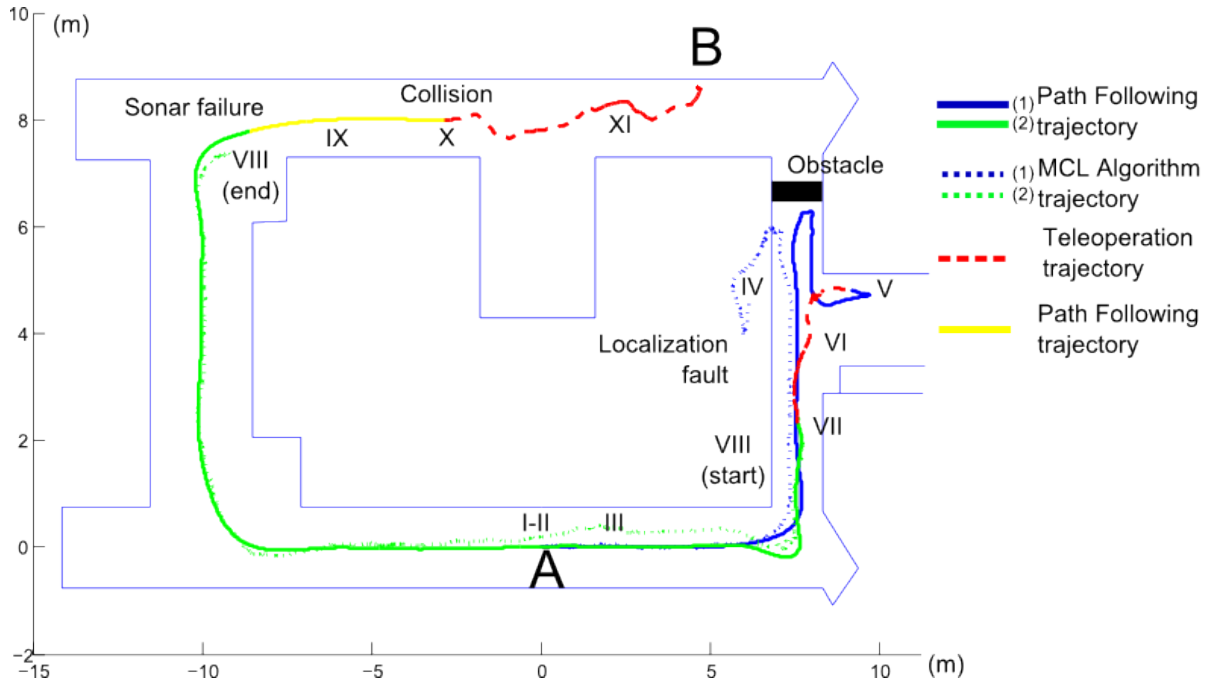 10
(m)
B
Sonar failure
Collision
8
IX
X
XI
VIII
(end)
Obstacle
6
IV
V
4
Localization
fault
VI
2
VII
VIII
(start)
I-II
III
0
A
−2
−15
−10
−5
0
5
10
(m)
(1) Path Following
(2) trajectory
(1) MCL Algorithm
(2) trajectory
Teleoperation
trajectory
Path Following
trajectory